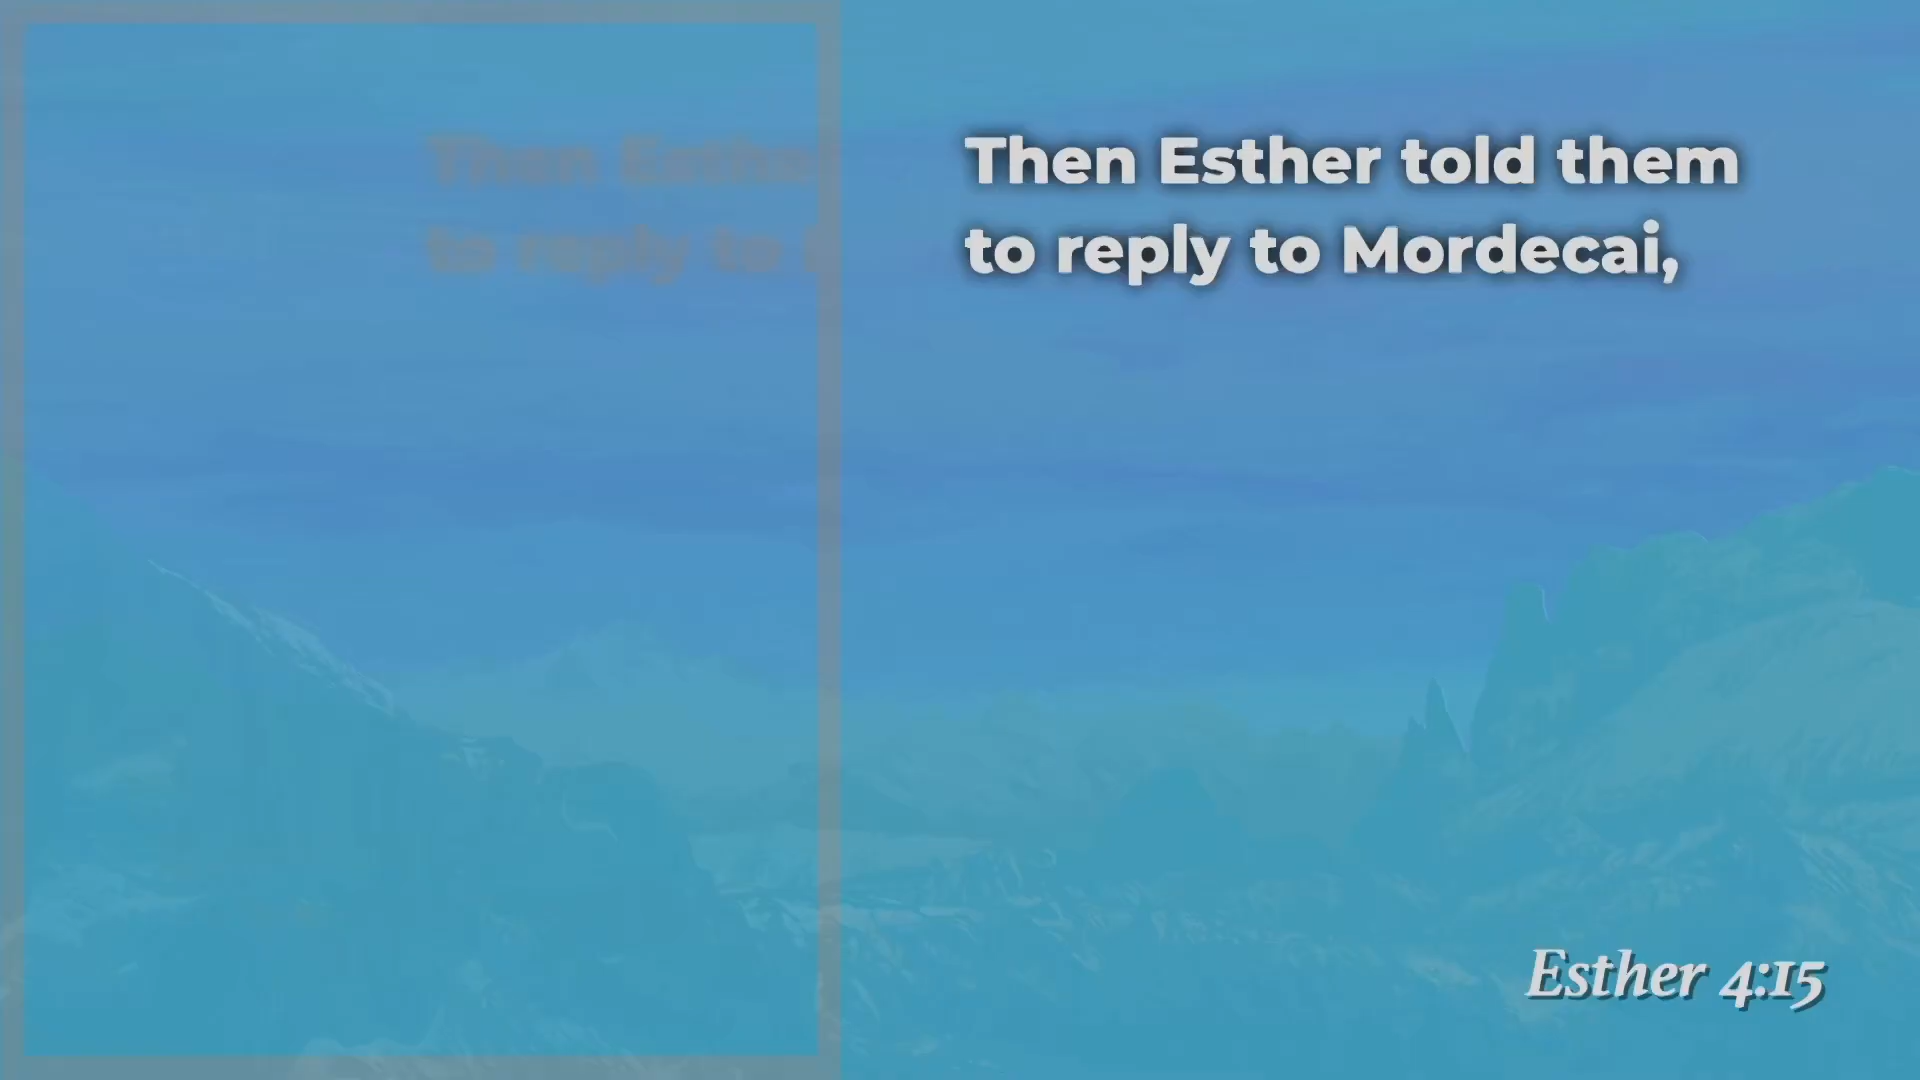 Then Esther told them
to reply to Mordecai,
Esther 4:15